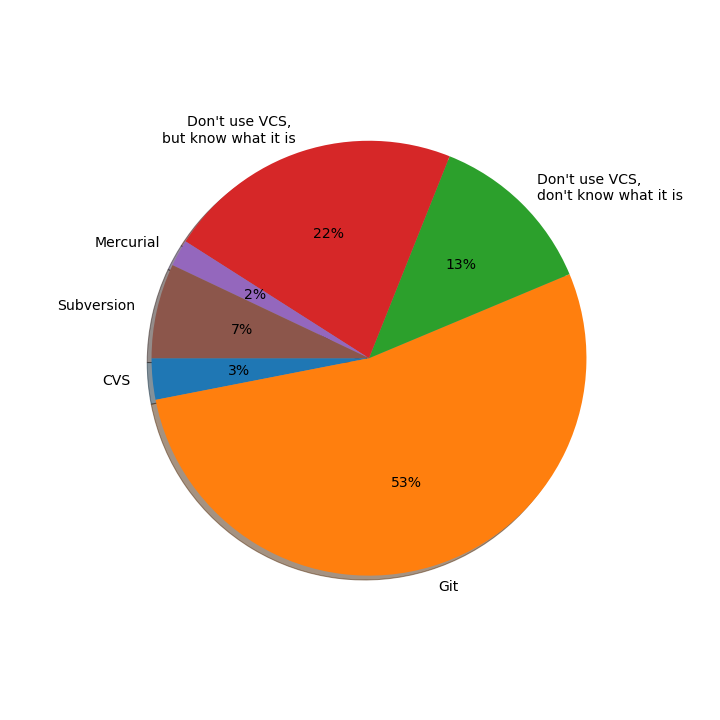 Don't use VCS,
but know what it is
Don't use VCS,
don't know what it is
22%
Mercurial
13%
2%
Subversion
7%
3%
CVS
53%
Git